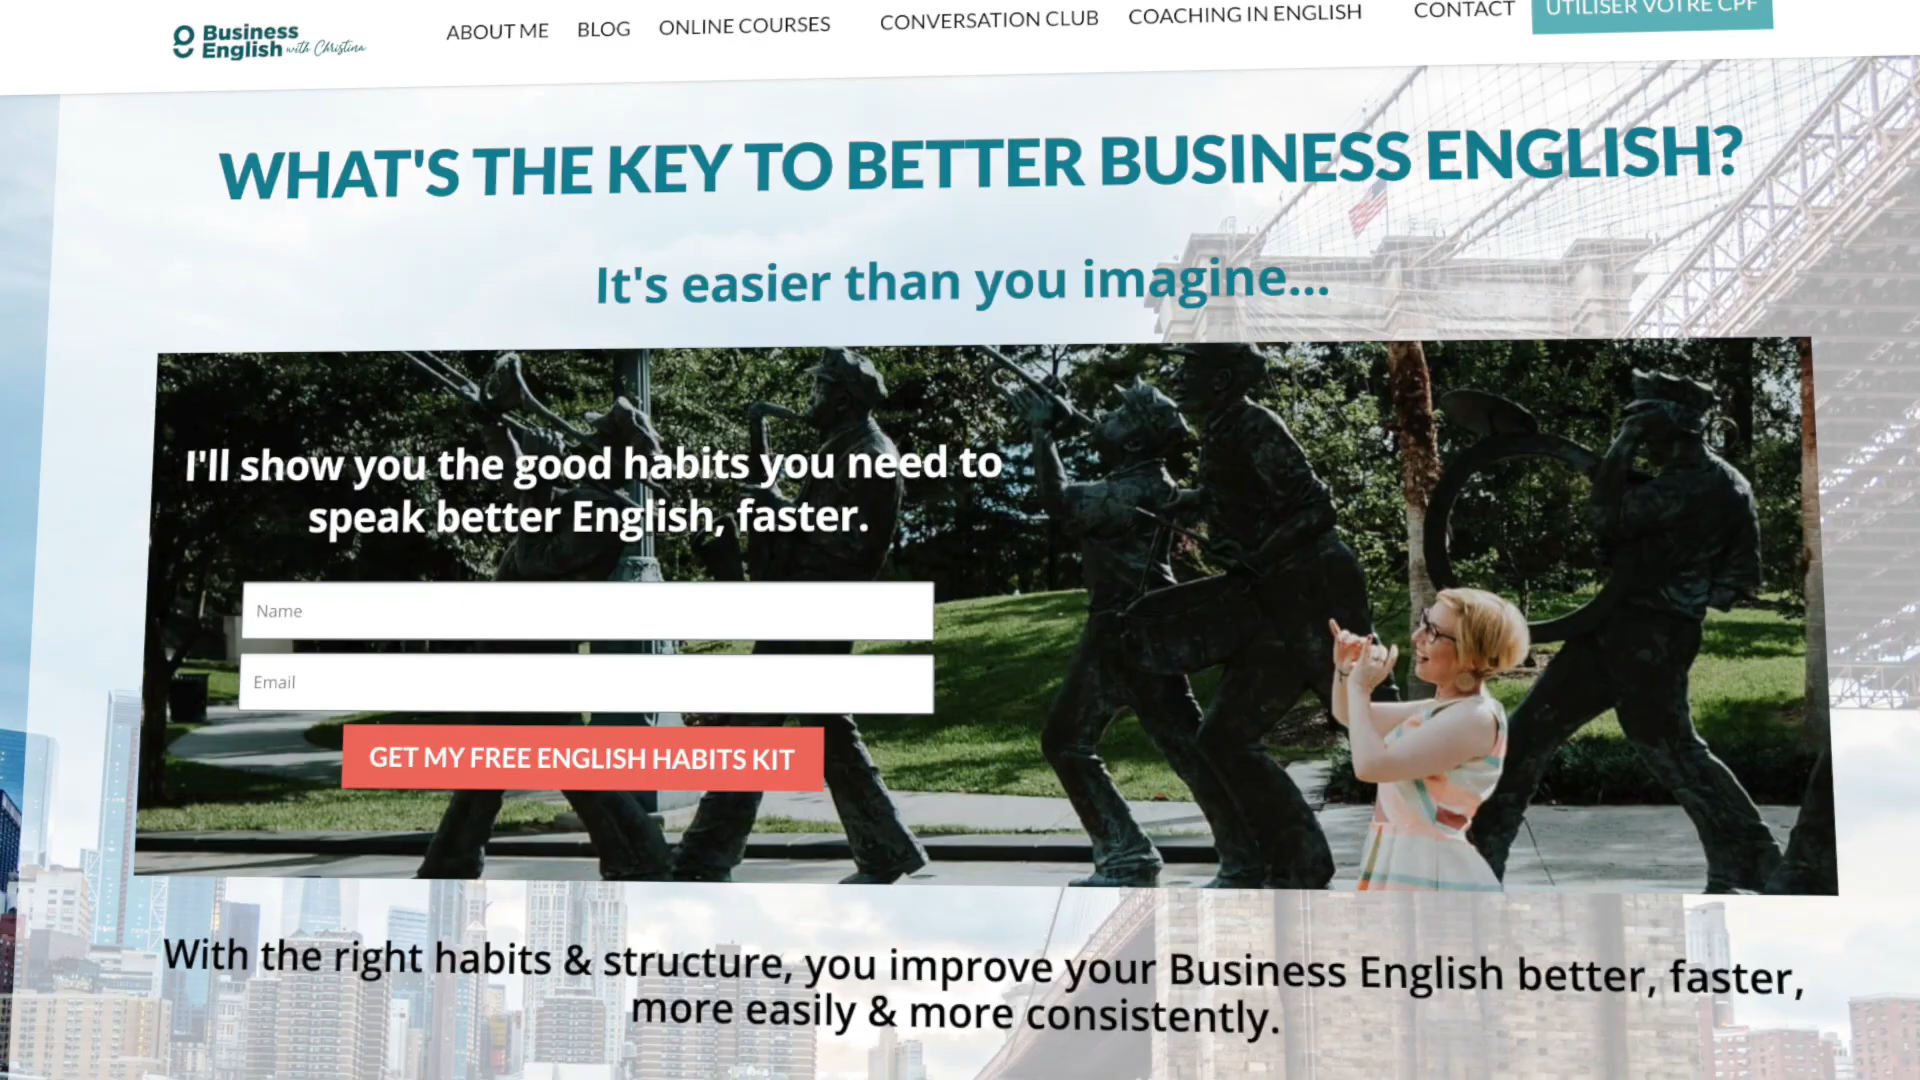 Business
English with Christina
ABOUT ME BLOG ONLINE COURSES CONVERSATION CLUB COACHING IN ENGLISH CONTACT UTILISER VOTRE CPF
WHAT'S THE KEY TO BETTER BUSINESS ENGLISH?
It's easier than you imagine...
I'll show you the good habits you need to
speak better English, faster.
Name
Email
GET MY FREE ENGLISH HABITS KIT
With the right habits & structure, you improve your Business English better, faster,
more easily & more consistently.